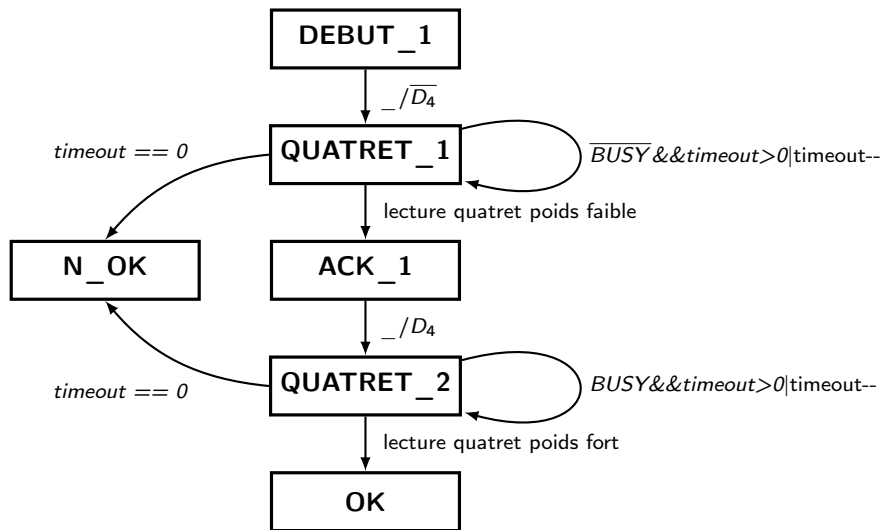 DEBUT_1
_/D̅₄̅
timeout == 0
QUATRET_1
B̅U̅S̅Y̅&&timeout>0|timeout--
lecture quatret poids faible
N_OK
ACK_1
_/D₄
timeout == 0
QUATRET_2
BUSY&&timeout>0|timeout--
lecture quatret poids fort
OK